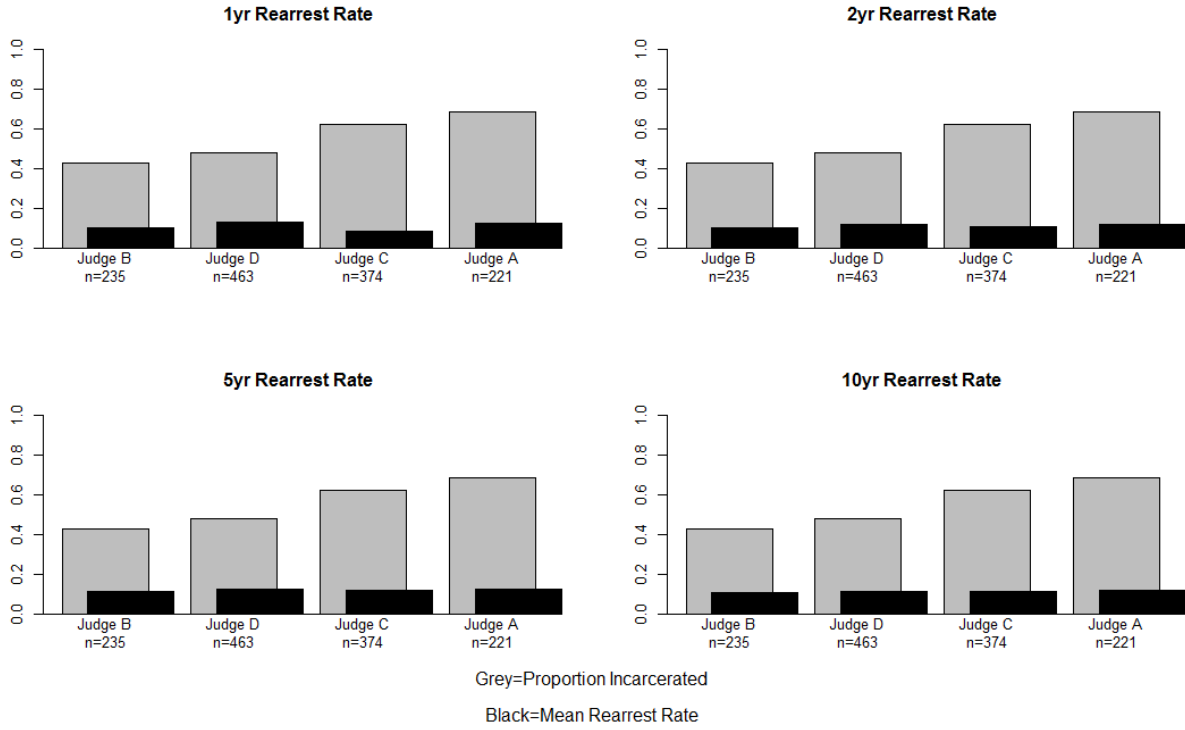 1yr Rearrest Rate
1.0
0.8
0.6
0.4
0.2
0.0
Judge B Judge D Judge C Judge A
n=235 n=463 n=374 n=221
2yr Rearrest Rate
1.0
0.8
0.6
0.4
0.2
0.0
Judge B Judge D Judge C Judge A
n=235 n=463 n=374 n=221
5yr Rearrest Rate
1.0
0.8
0.6
0.4
0.2
0.0
Judge B Judge D Judge C Judge A
n=235 n=463 n=374 n=221
10yr Rearrest Rate
1.0
0.8
0.6
0.4
0.2
0.0
Judge B Judge D Judge C Judge A
n=235 n=463 n=374 n=221
Grey=Proportion Incarcerated
Black=Mean Rearrest Rate